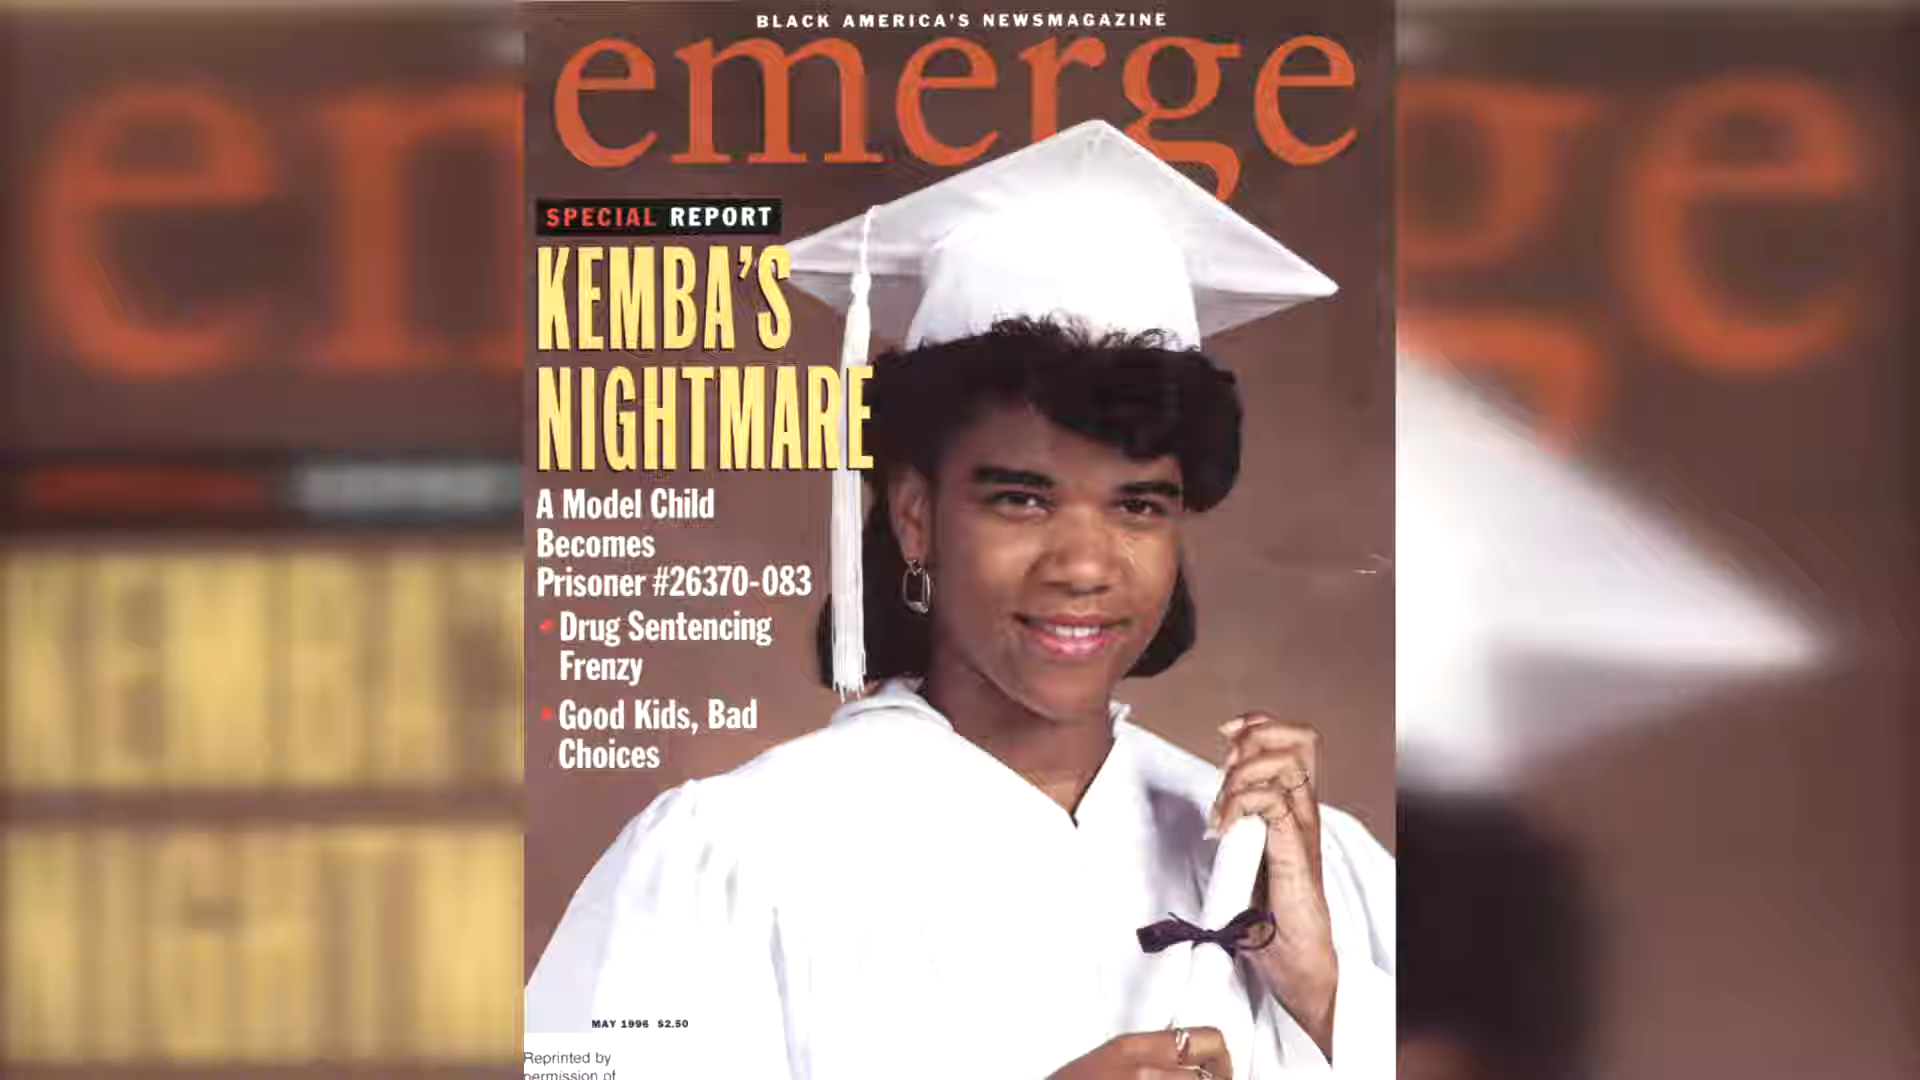 BLACK AMERICA'S NEWSMAGAZINE
emerge
SPECIAL REPORT
KEMBA'S
NIGHTMARE
A Model Child
Becomes
Prisoner #26370-083
Drug Sentencing
Frenzy
Good Kids, Bad
Choices
MAY 1996 $2.50
Reprinted by
permission of